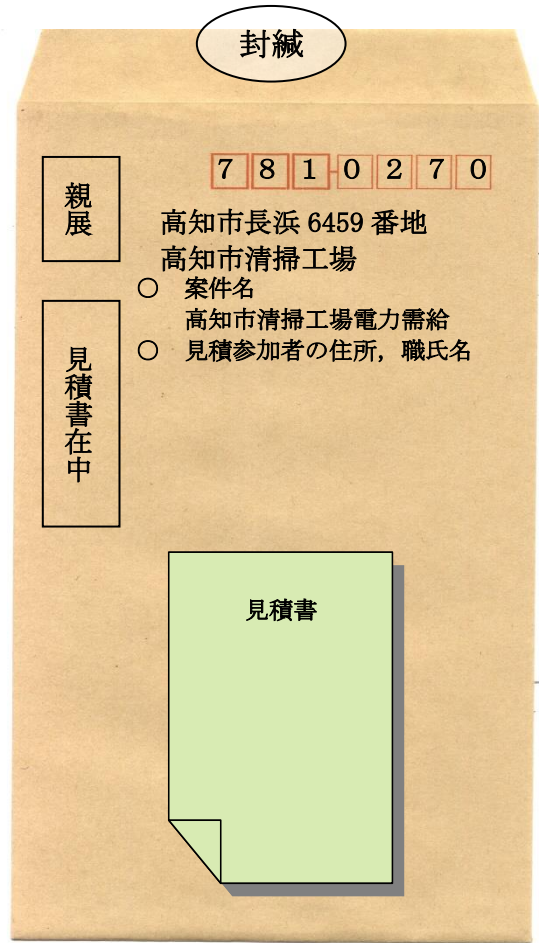 封緘
7810270
親展
高知市長浜 6459 番地
高知市清掃工場
○ 案件名
高知市清掃工場電力需給
○ 見積参加者の住所，職氏名
見積書在中
見積書